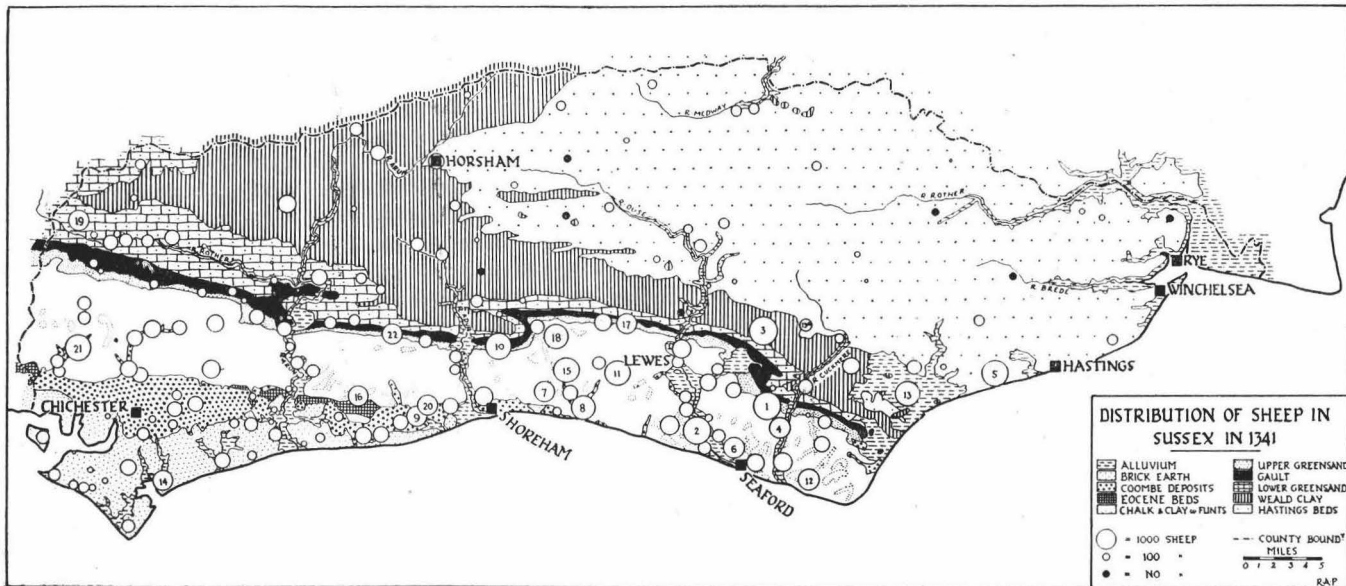 R. MEDWAY
R. ARUN
HORSHAM
R. OUSE
R. ROTHER
19
R. ROTHER
RYE
R. BREDE
WINCHELSEA
3
17
22
10
18
21
LEWES
R. CUCKMERE
HASTINGS
5
15
11
13
16
7
1
CHICHESTER
20
9
8
SHOREHAM
2
4
6
SEAFORD
14
12
DISTRIBUTION OF SHEEP IN
SUSSEX IN 1341
ALLUVIUM
BRICK EARTH
COOMBE DEPOSITS
EOCENE BEDS
CHALK & CLAY W FLINTS
UPPER GREENSAND
GAULT
LOWER GREENSAND
WEALD CLAY
HASTINGS BEDS
= 1000 SHEEP
= 100 "
= NO "
COUNTY BOUNDY
MILES
0 1 2 3 4 5
R.A.P